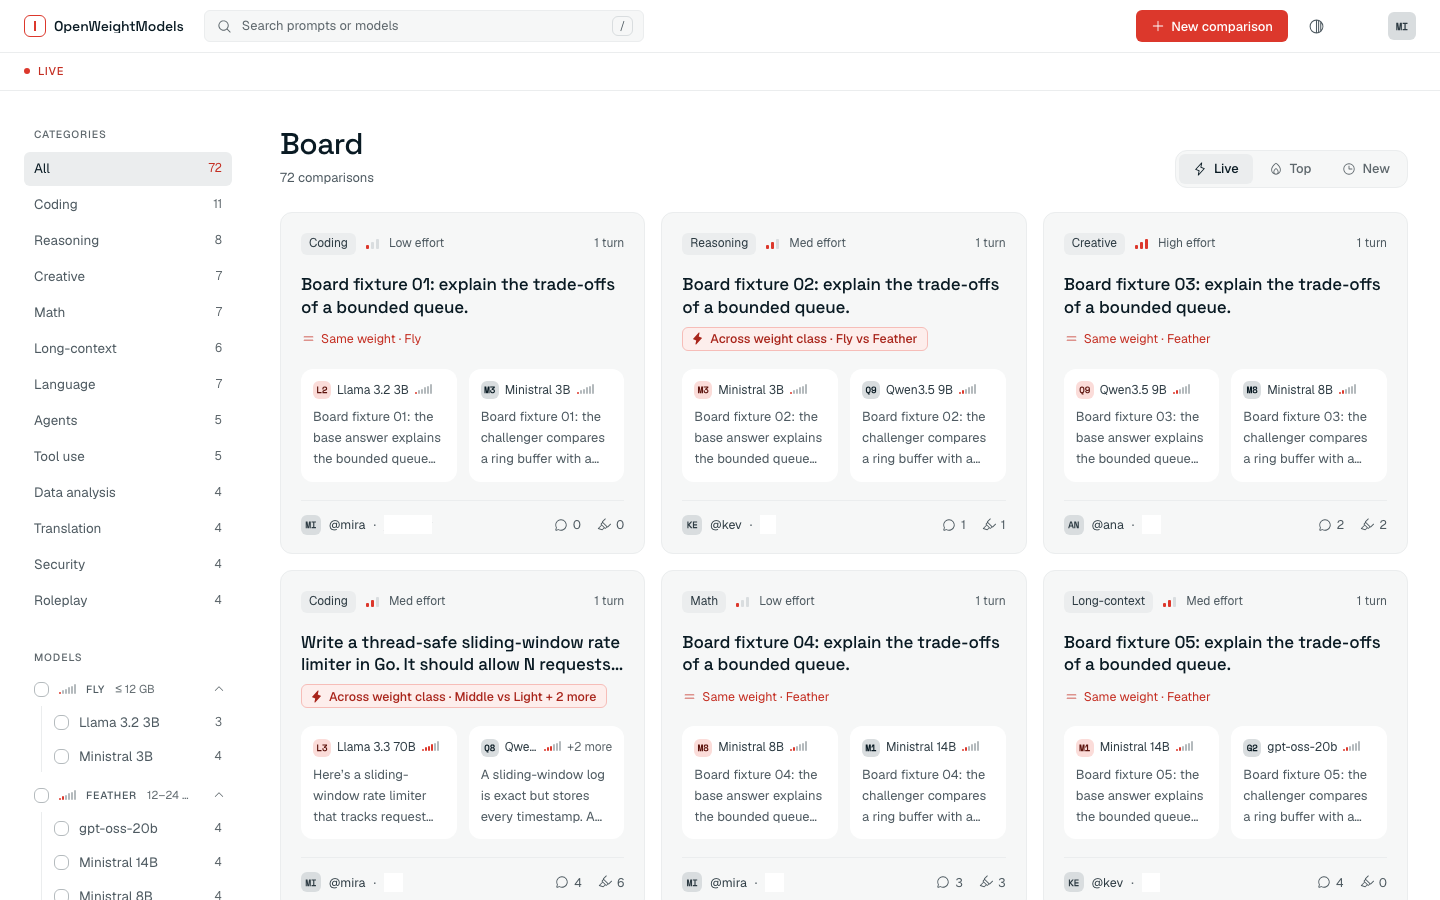 OpenWeightModels
Search prompts or models
/
New comparison
MI
LIVE
CATEGORIES
All 72
Coding 11
Reasoning 8
Creative 7
Math 7
Long-context 6
Language 7
Agents 5
Tool use 5
Data analysis 4
Translation 4
Security 4
Roleplay 4
MODELS
FLY ≤ 12 GB
Llama 3.2 3B 3
Ministral 3B 4
FEATHER 12–24 …
gpt-oss-20b 4
Ministral 14B 4
Ministral 8B 4
Board
72 comparisons
Live
Top
New
Coding Low effort 1 turn
Board fixture 01: explain the trade-offs
of a bounded queue.
Same weight · Fly
L2 Llama 3.2 3B
Board fixture 01: the
base answer explains
the bounded queue…
M3 Ministral 3B
Board fixture 01: the
challenger compares
a ring buffer with a…
MI @mira · 0 0
Reasoning Med effort 1 turn
Board fixture 02: explain the trade-offs
of a bounded queue.
Across weight class · Fly vs Feather
M3 Ministral 3B
Board fixture 02: the
base answer explains
the bounded queue…
Q9 Qwen3.5 9B
Board fixture 02: the
challenger compares
a ring buffer with a…
KE @kev · 1 1
Creative High effort 1 turn
Board fixture 03: explain the trade-offs
of a bounded queue.
Same weight · Feather
Q9 Qwen3.5 9B
Board fixture 03: the
base answer explains
the bounded queue…
M8 Ministral 8B
Board fixture 03: the
challenger compares
a ring buffer with a…
AN @ana · 2 2
Coding Med effort 1 turn
Write a thread-safe sliding-window rate
limiter in Go. It should allow N requests…
Across weight class · Middle vs Light + 2 more
L3 Llama 3.3 70B
Here's a sliding-
window rate limiter
that tracks request…
Q8 Qwe… +2 more
A sliding-window log
is exact but stores
every timestamp. A…
MI @mira · 4 6
Math Low effort 1 turn
Board fixture 04: explain the trade-offs
of a bounded queue.
Same weight · Feather
M8 Ministral 8B
Board fixture 04: the
base answer explains
the bounded queue…
M1 Ministral 14B
Board fixture 04: the
challenger compares
a ring buffer with a…
MI @mira · 3 3
Long-context Med effort 1 turn
Board fixture 05: explain the trade-offs
of a bounded queue.
Same weight · Feather
M1 Ministral 14B
Board fixture 05: the
base answer explains
the bounded queue…
G2 gpt-oss-20b
Board fixture 05: the
challenger compares
a ring buffer with a…
KE @kev · 4 0